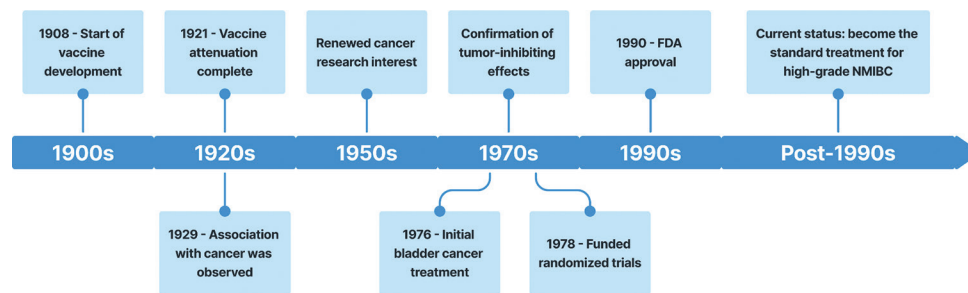 1908 - Start of
vaccine
development
1921 - Vaccine
attenuation
complete
Renewed cancer
research interest
Confirmation of
tumor-inhibiting
effects
1990 - FDA
approval
Current status: become the
standard treatment for
high-grade NMIBC
1900s
1920s
1950s
1970s
1990s
Post-1990s
1929 - Association
with cancer was
observed
1976 - Initial
bladder cancer
treatment
1978 - Funded
randomized trials